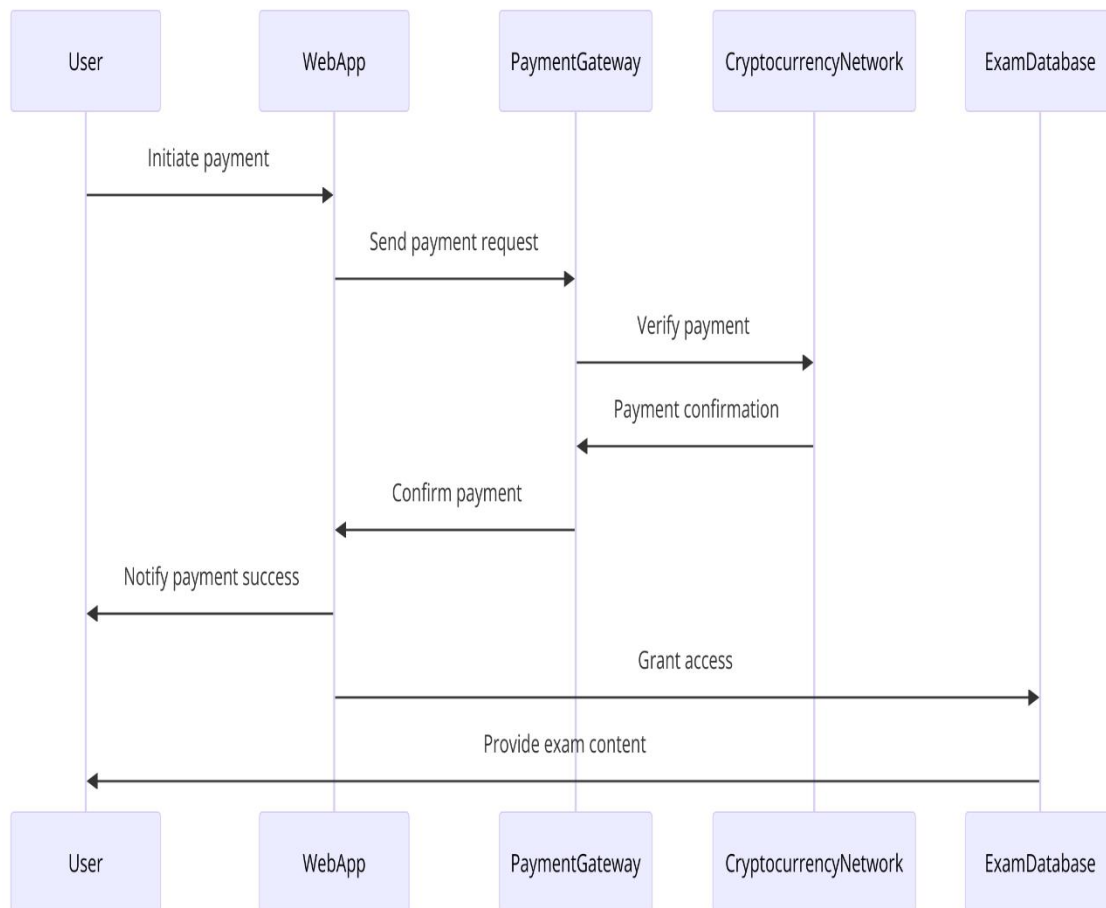 User
WebApp
PaymentGateway
CryptocurrencyNetwork
ExamDatabase
Initiate payment
Send payment request
Verify payment
Payment confirmation
Confirm payment
Notify payment success
Grant access
Provide exam content
User
WebApp
PaymentGateway
CryptocurrencyNetwork
ExamDatabase